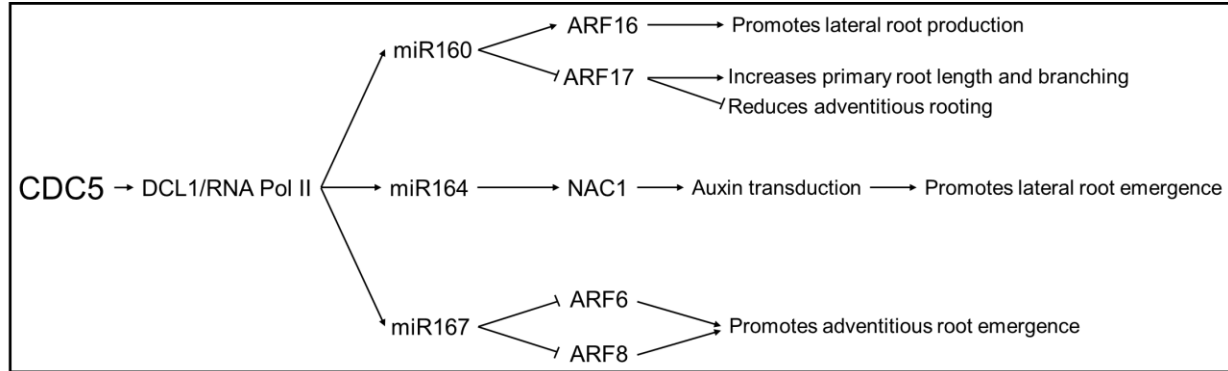 ARF16 Promotes lateral root production
miR160
ARF17 Increases primary root length and branching
Reduces adventitious rooting
CDC5 DCL1/RNA Pol II miR164 NAC1 Auxin transduction Promotes lateral root emergence
ARF6
miR167 Promotes adventitious root emergence
ARF8